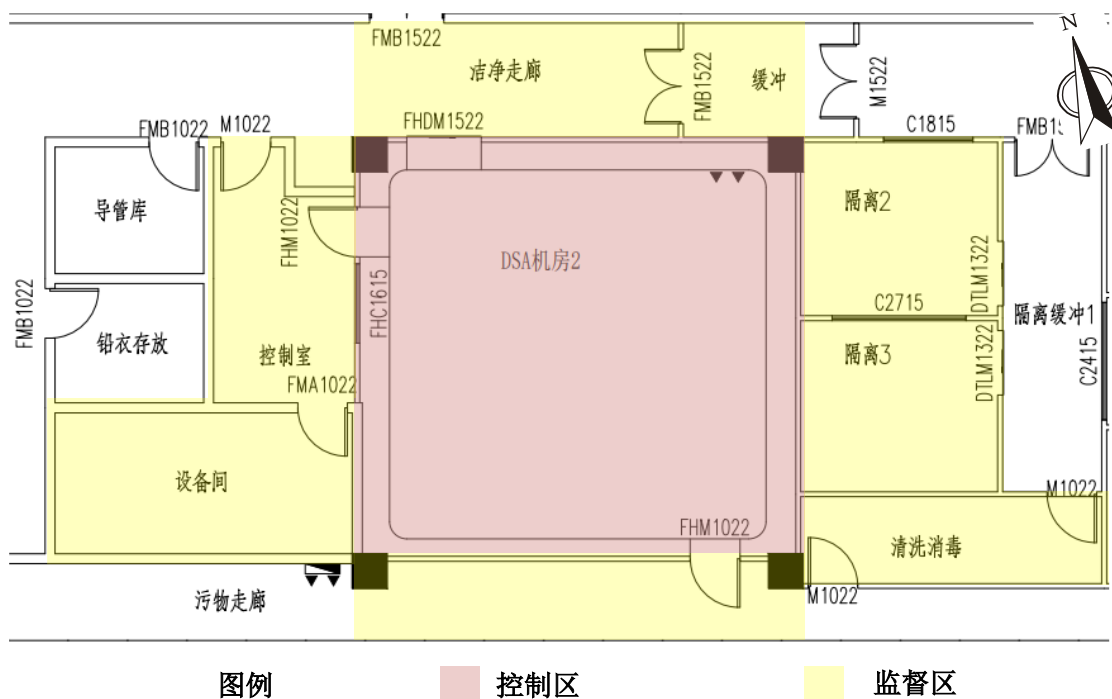 N
FMB1522
洁净走廊
FMB1522
缓冲
M1522
FHDM1522
C1815
FMB1022
M1022
导管库
FHM1022
DSA机房2
隔离2
DTLM1322
C2715
隔离缓冲1
FMB1022
铅衣存放
控制室
FHC1615
隔离3
DTLM1322
C2415
FMA1022
设备间
FHM1022
M1022
清洗消毒
污物走廊
M1022
图例
控制区
监督区